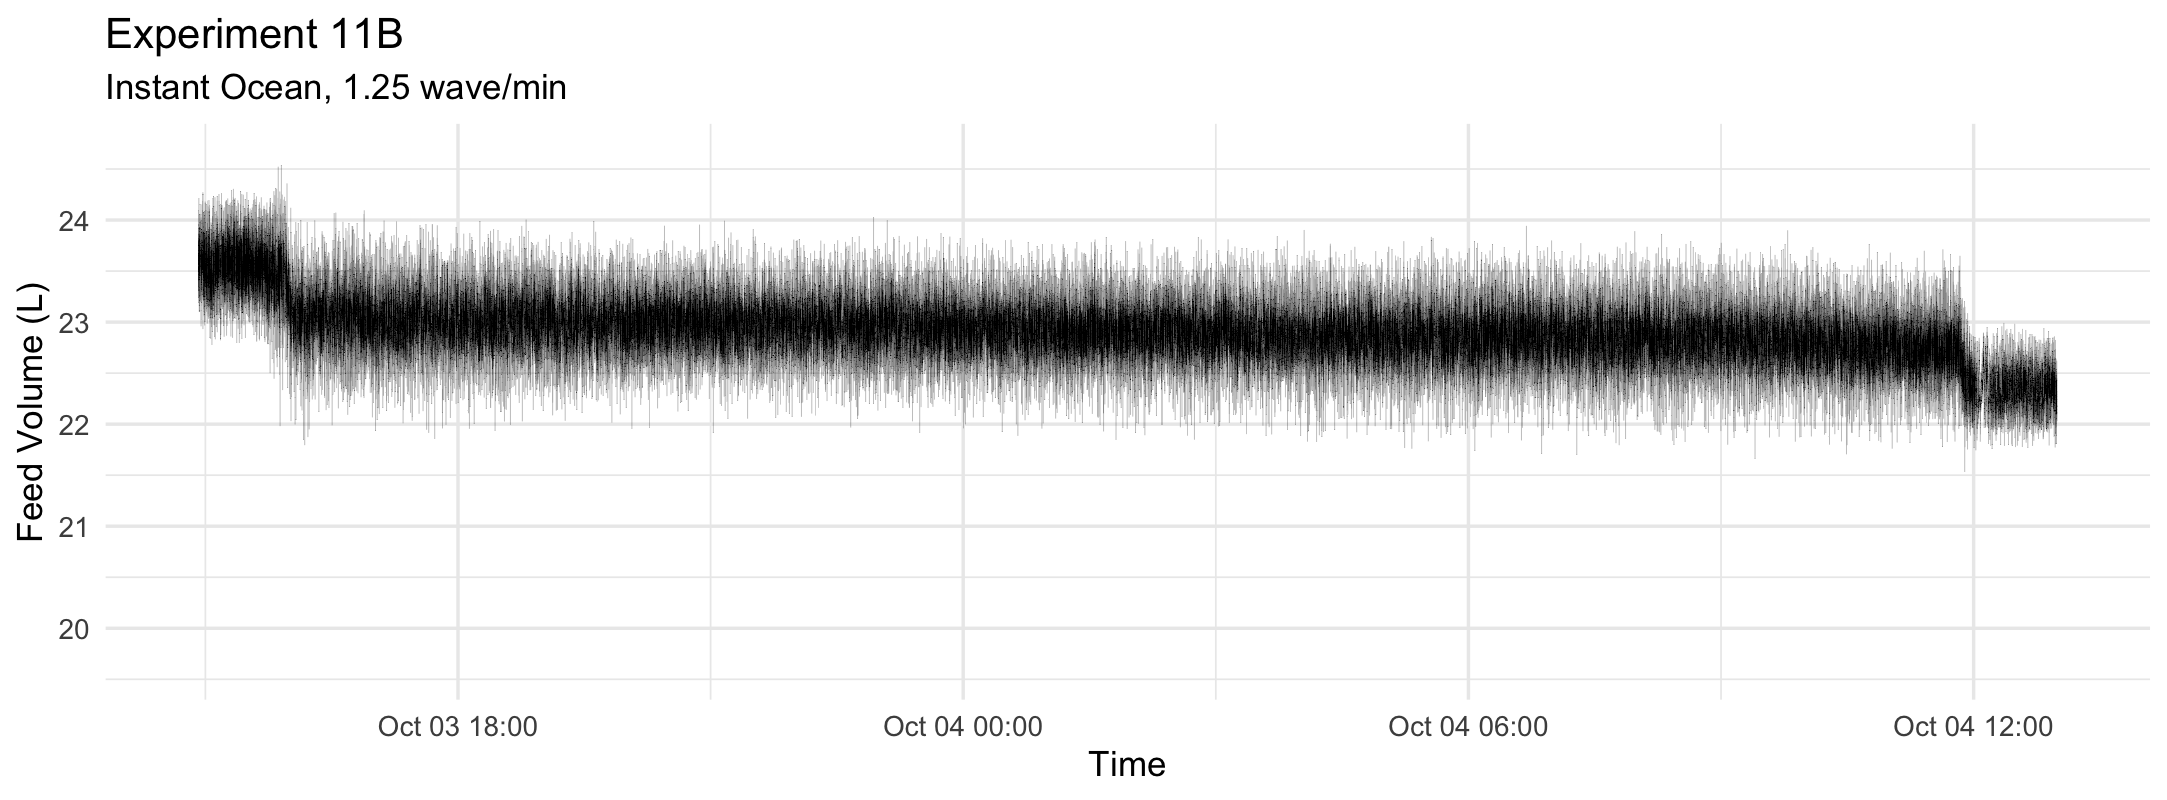 Experiment 11B
Instant Ocean, 1.25 wave/min
Feed Volume (L)
24
23
22
21
20
Oct 03 18:00 Oct 04 00:00 Oct 04 06:00 Oct 04 12:00
Time